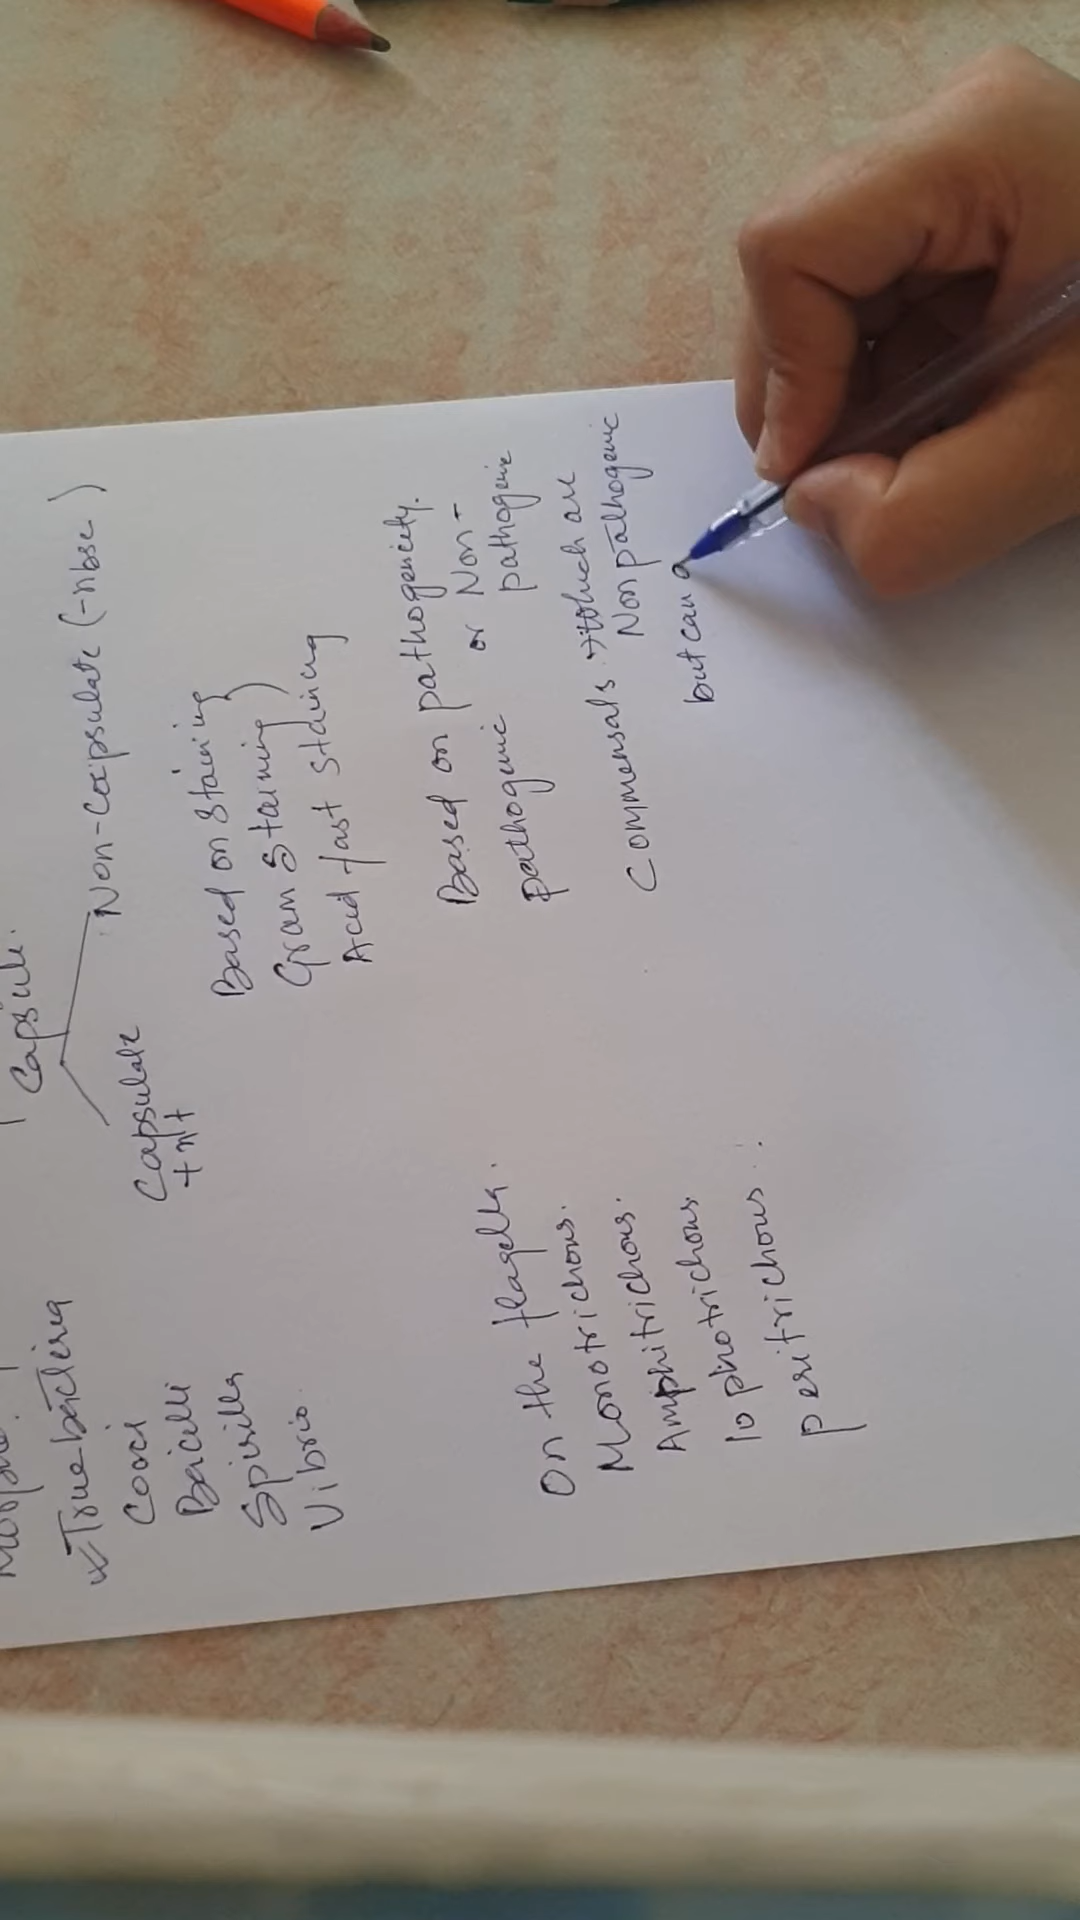 Capsule.
Non-Capsulate (-nbse)
Capsulate
+nt
True bacteria
Cocci
Bacilli
Spirilla
Vibrio.
Based on staining
Gram staining)
Acid fast staining
Based on pathogenicity.
pathogenic or Non-
pathogenic
Commensals :→ which are
Non pathogenic
but can a
On the flagella.
Monotrichous.
Monotrichous.
Amphitrichous.
lophotrichous
peritrichous..